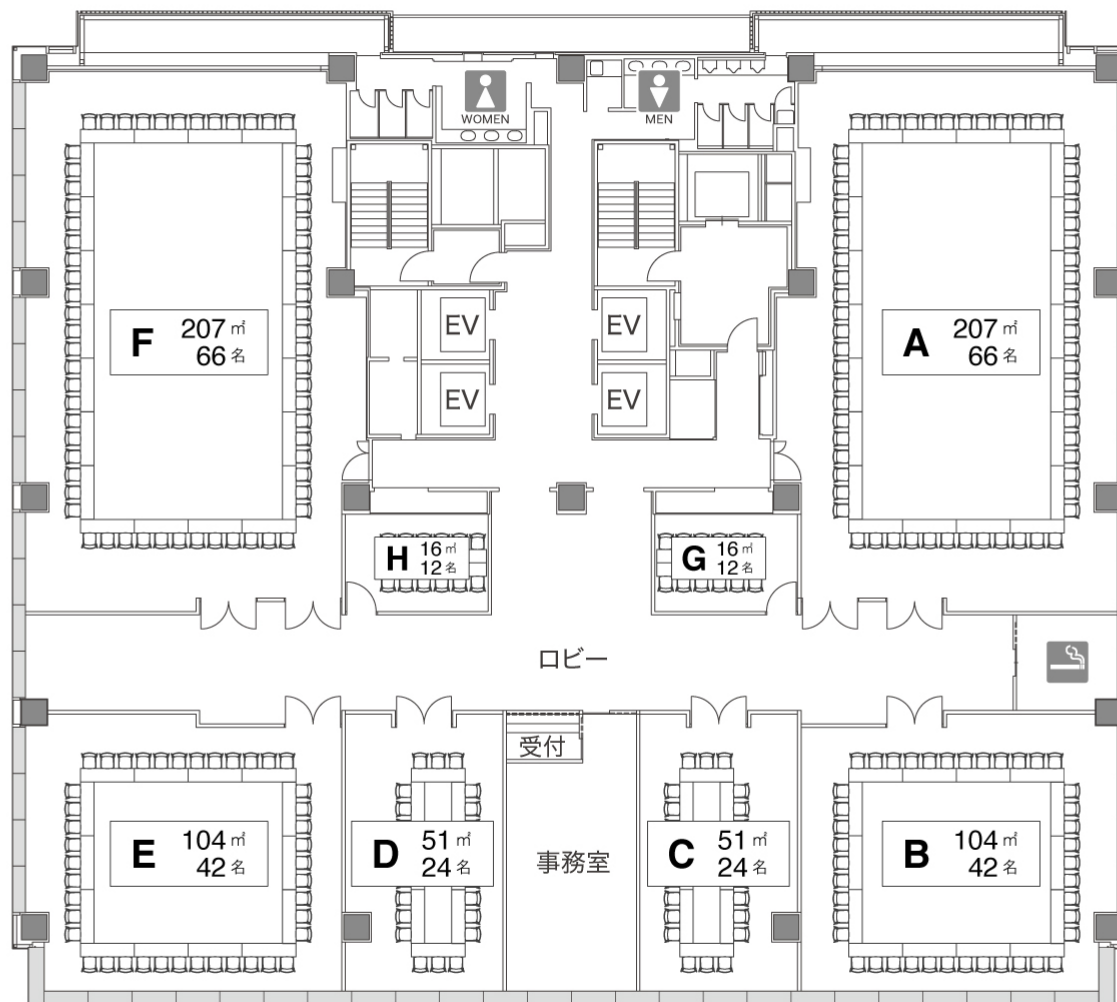 WOMEN
MEN
F 207㎡
66名
EV
EV
A 207㎡
66名
EV
EV
H 16㎡
12名
G 16㎡
12名
ロビー
受付
E 104㎡
42名
D 51㎡
24名
事務室
C 51㎡
24名
B 104㎡
42名